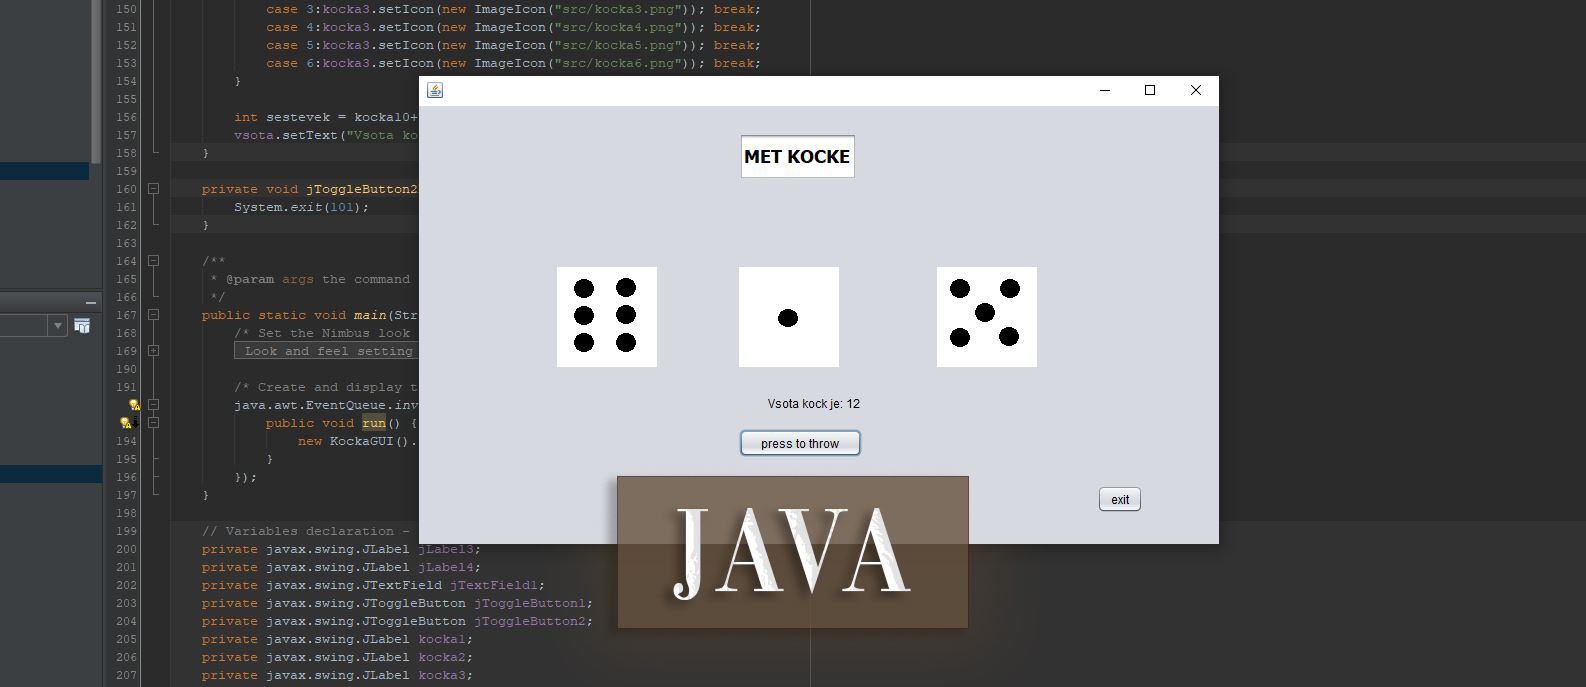 150 case 3:kocka3.setIcon(new ImageIcon("src/kocka3.png")); break;
151 case 4:kocka3.setIcon(new ImageIcon("src/kocka4.png")); break;
152 case 5:kocka3.setIcon(new ImageIcon("src/kocka5.png")); break;
153 case 6:kocka3.setIcon(new ImageIcon("src/kocka6.png")); break;
154 }
155
156 int sestevek = kocka10+
157 vsota.setText("Vsota ko
158 }
159
160 private void jToggleButton2
161 System.exit(101);
162 }
163
164 /**
165 * @param args the command
166 */
167 public static void main(Str
168 /* Set the Nimbus look
169 Look and feel setting
190
191 /* Create and display t
java.awt.EventQueue.inv
public void run() {
194 new KockaGUI().
195 }
196 });
197 }
198
199 // Variables declaration -
200 private javax.swing.JLabel jLabel3;
201 private javax.swing.JLabel jLabel4;
202 private javax.swing.JTextField jTextField1;
203 private javax.swing.JToggleButton jToggleButton1;
204 private javax.swing.JToggleButton jToggleButton2;
205 private javax.swing.JLabel kocka1;
206 private javax.swing.JLabel kocka2;
207 private javax.swing.JLabel kocka3;
MET KOCKE
Vsota kock je: 12
press to throw
exit
JAVA